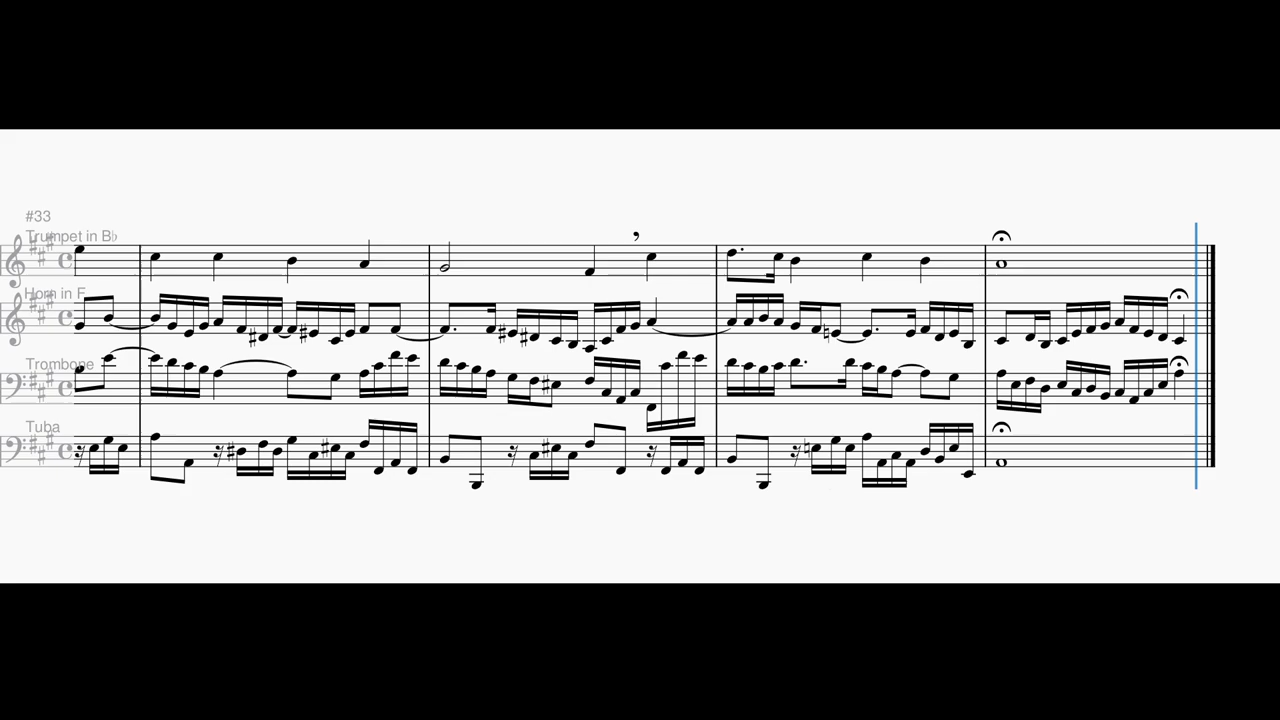 #33
Trumpet in B♭
Horn in F
Trombone
Tuba